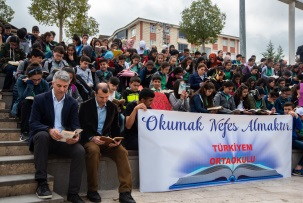 Okumak Nefes Almaktır
TÜRKİYEM
ORTAOKULU